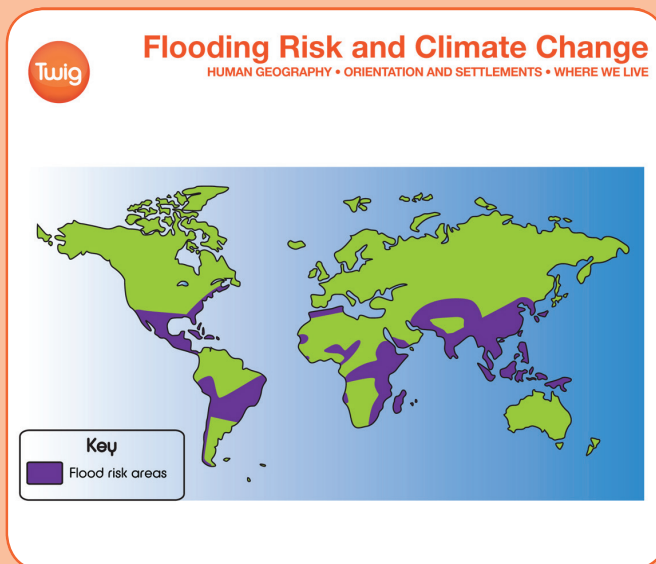 Twig
Flooding Risk and Climate Change
HUMAN GEOGRAPHY • ORIENTATION AND SETTLEMENTS • WHERE WE LIVE
Key
Flood risk areas